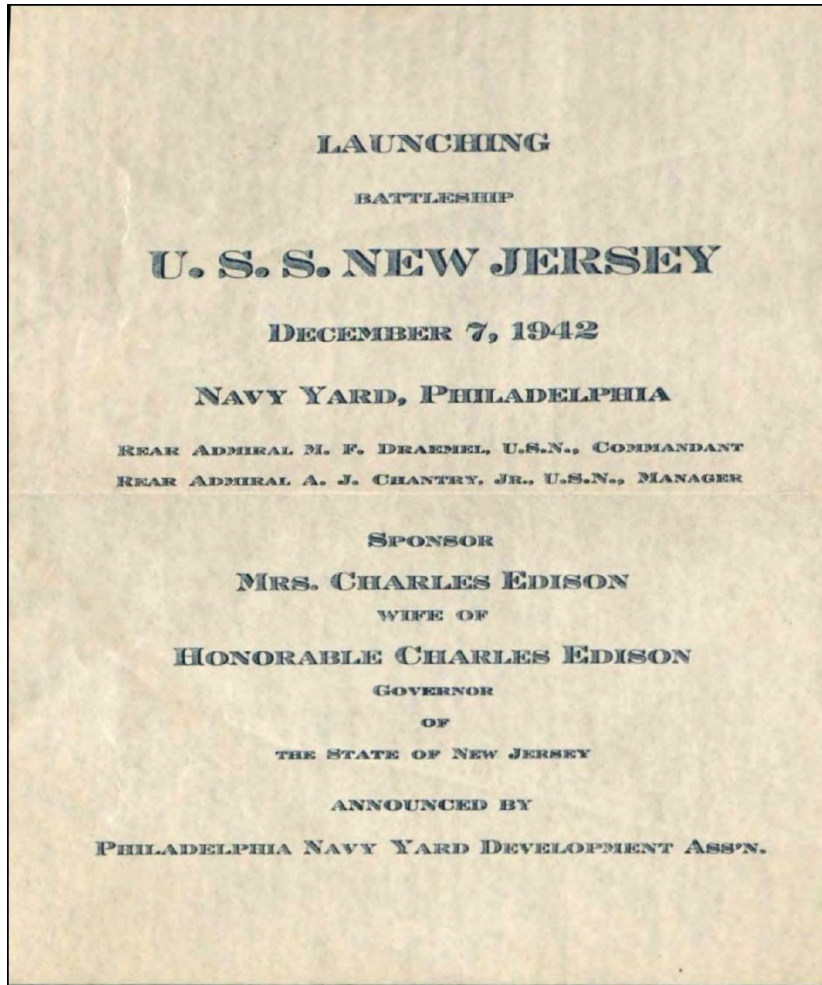 LAUNCHING
BATTLESHIP
U. S. S. NEW JERSEY
DECEMBER 7, 1942
NAVY YARD, PHILADELPHIA
REAR ADMIRAL M. F. DRAEMEL, U.S.N., COMMANDANT
REAR ADMIRAL A. J. CHANTRY, JR., U.S.N., MANAGER
SPONSOR
MRS. CHARLES EDISON
WIFE OF
HONORABLE CHARLES EDISON
GOVERNOR
OF
THE STATE OF NEW JERSEY
ANNOUNCED BY
PHILADELPHIA NAVY YARD DEVELOPMENT ASS'N.